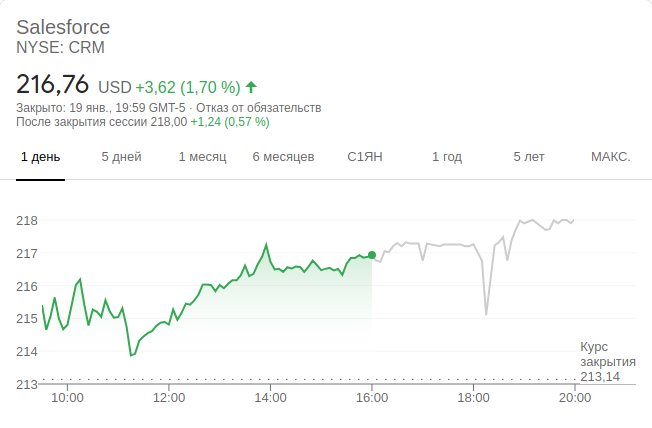 Salesforce
NYSE: CRM
216,76 USD +3,62 (1,70 %)
Закрыто: 19 янв., 19:59 GMT-5 · Отказ от обязательств
После закрытия сессии 218,00 +1,24 (0,57 %)
1 день 5 дней 1 месяц 6 месяцев С1ЯН 1 год 5 лет МАКС.
218
217
216
215
214
213
Курс
закрытия
213,14
10:00 12:00 14:00 16:00 18:00 20:00